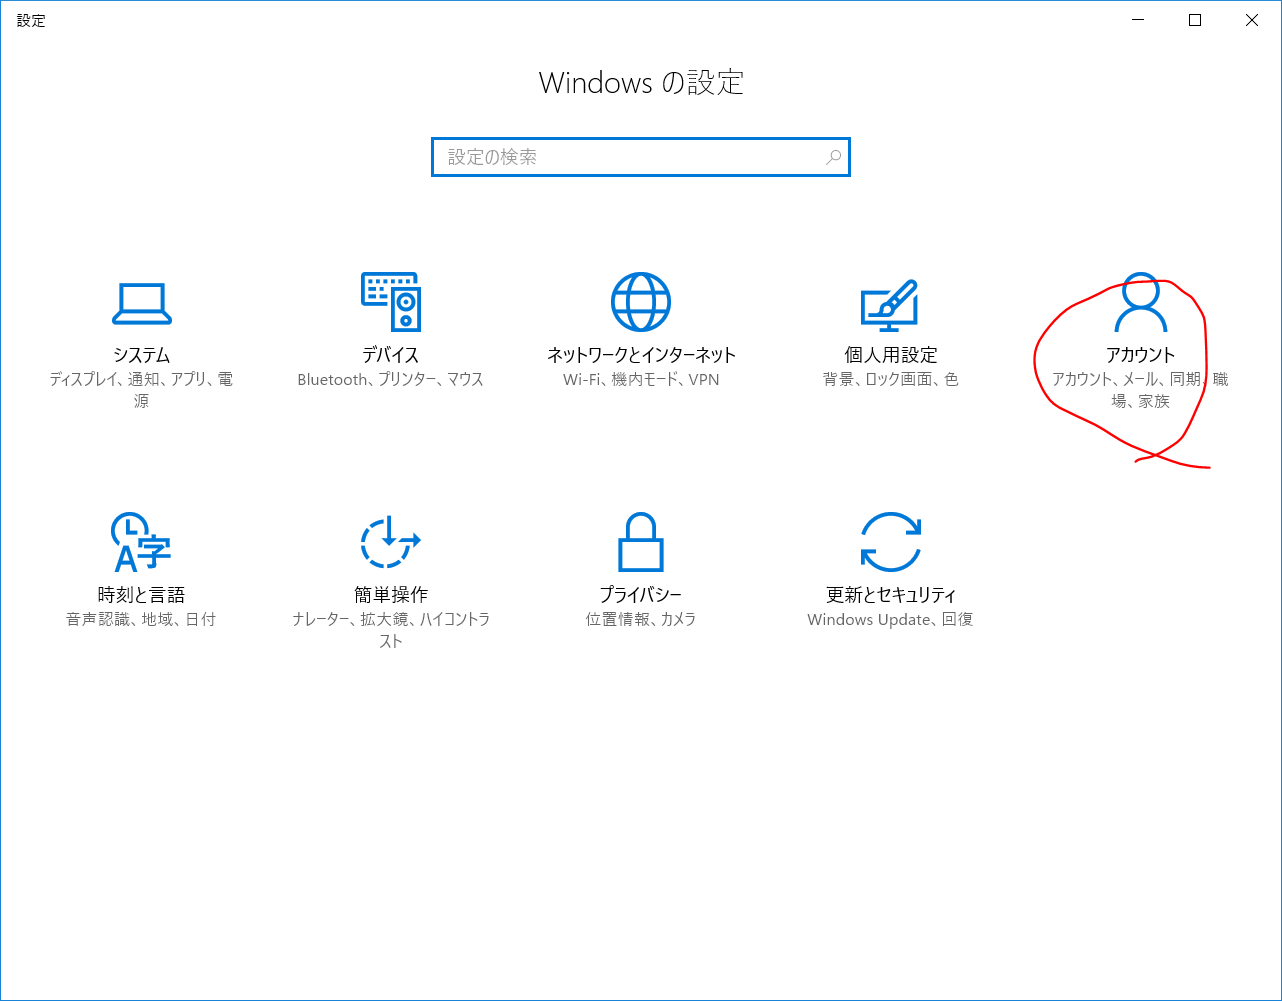 設定
Windows の設定
設定の検索
システム
ディスプレイ、通知、アプリ、電
源
デバイス
Bluetooth、プリンター、マウス
ネットワークとインターネット
Wi-Fi、機内モード、VPN
個人用設定
背景、ロック画面、色
アカウント
アカウント、メール、同期、職
場、家族
時刻と言語
音声認識、地域、日付
簡単操作
ナレーター、拡大鏡、ハイコントラ
スト
プライバシー
位置情報、カメラ
更新とセキュリティ
Windows Update、回復